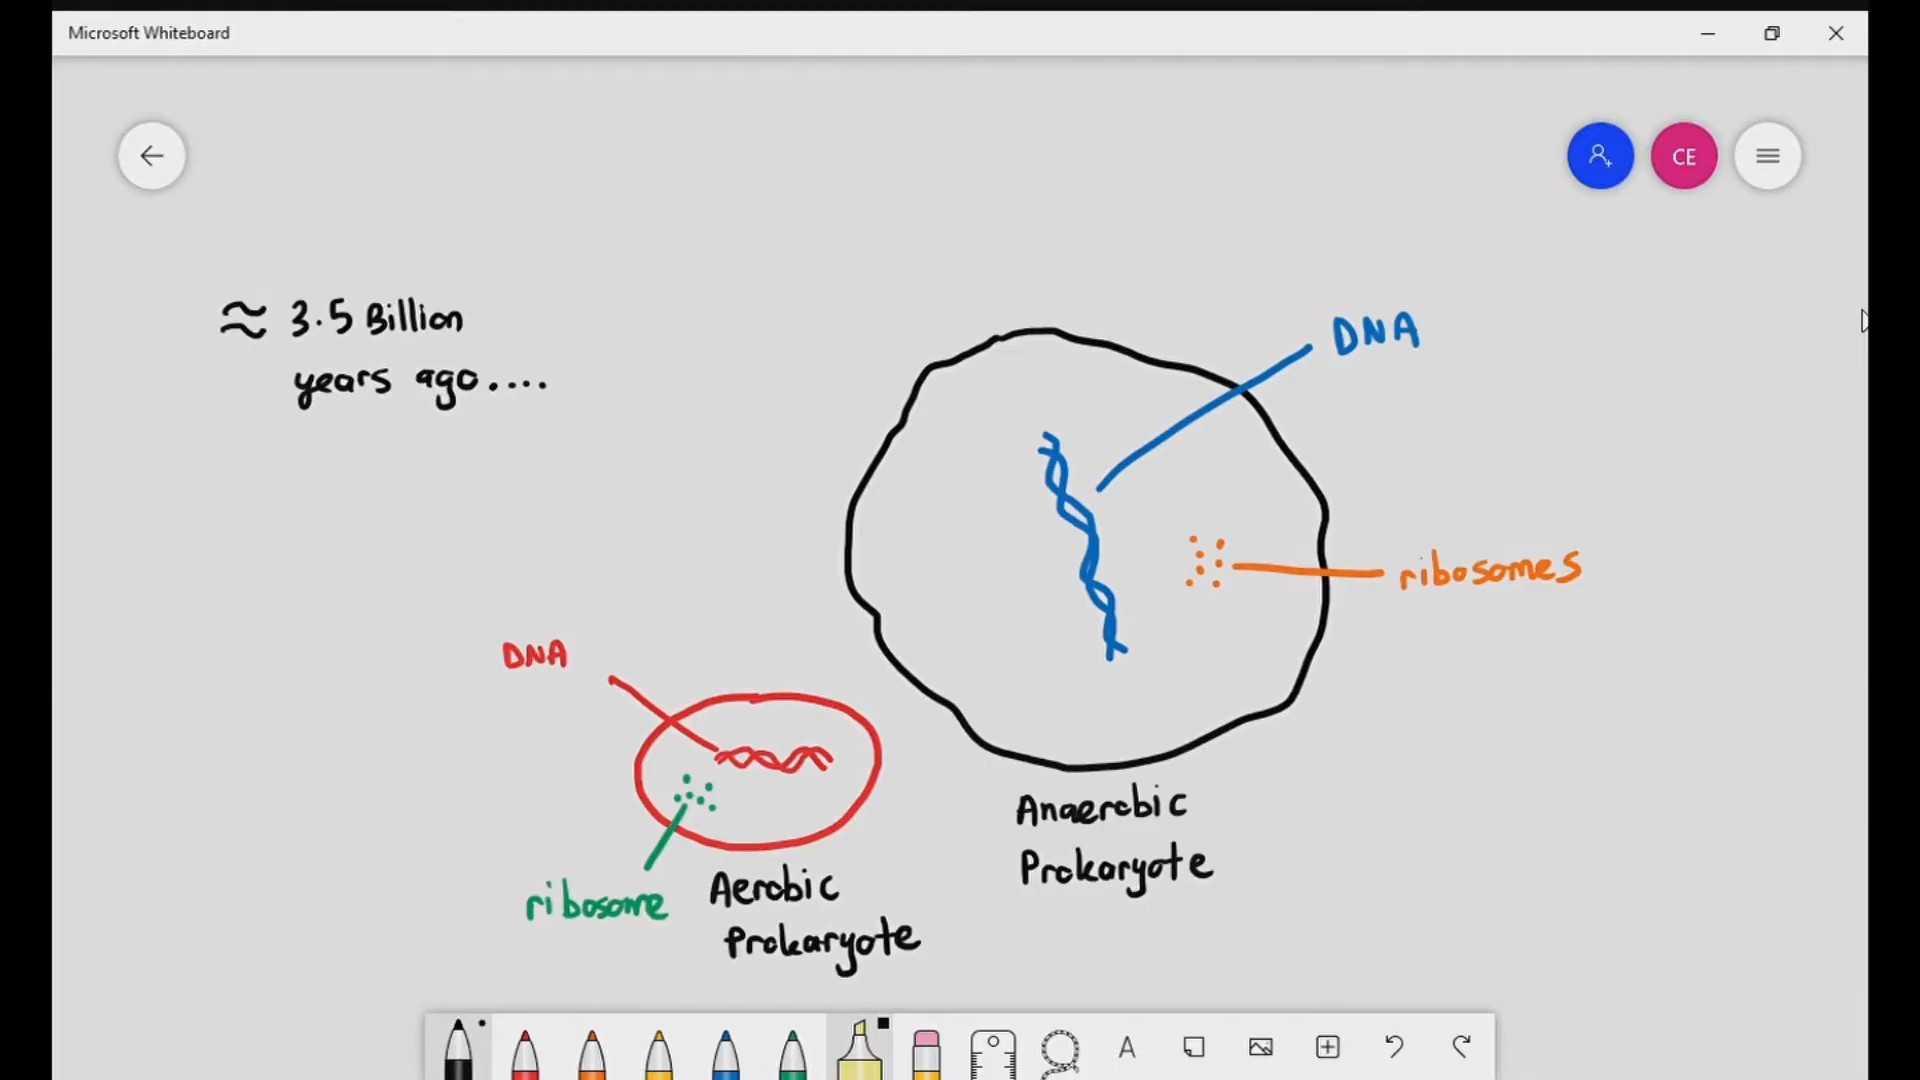 Microsoft Whiteboard
CE
≈ 3.5 Billion
years ago....
DNA
ribosomes
DNA
Anaerobic
Prokaryote
ribosome
Aerobic
Prokaryote
A